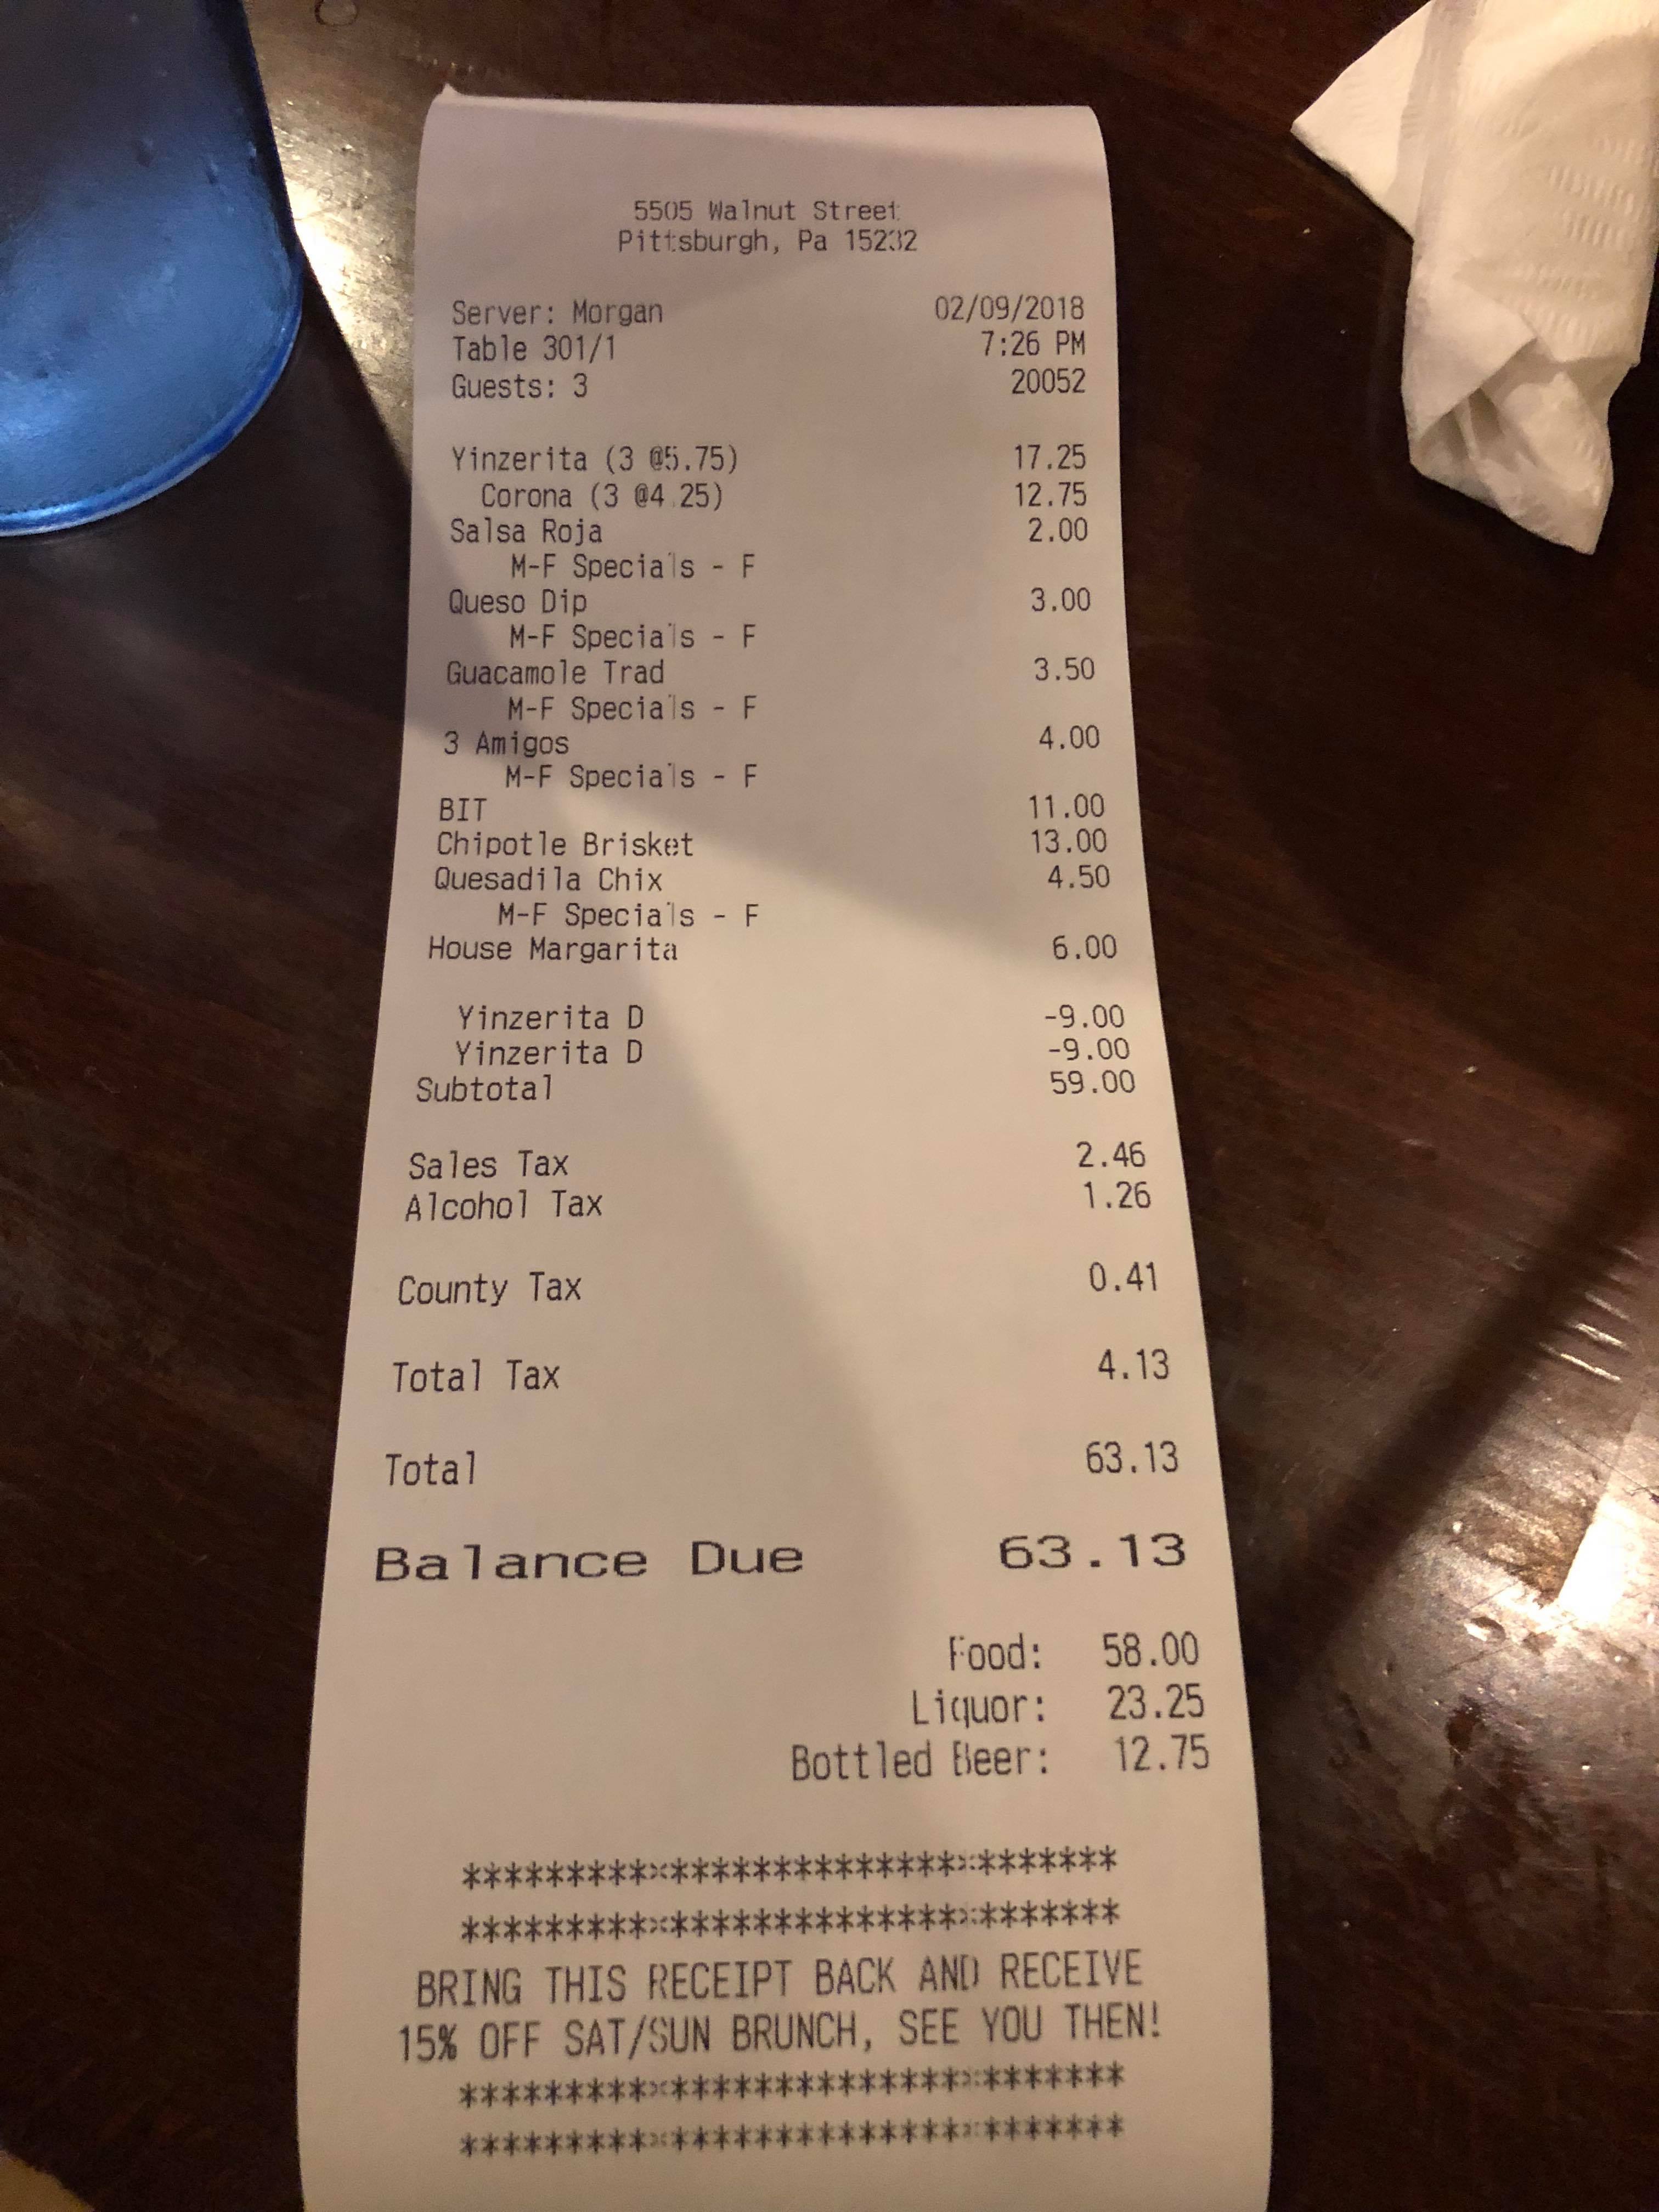 5505 Walnut Street
Pittsburgh, Pa 15232
Server: Morgan 02/09/2018
Table 301/1 7:26 PM
Guests: 3 20052
Yinzerita (3 @5.75) 17.25
Corona (3 @4.25) 12.75
Salsa Roja 2.00
M-F Specials - F
Queso Dip 3.00
M-F Specials - F
Guacamole Trad 3.50
M-F Specials - F
3 Amigos 4.00
M-F Specials - F
BIT 11.00
Chipotle Brisket 13.00
Quesadila Chix 4.50
M-F Specials - F
House Margarita 6.00
Yinzerita D -9.00
Yinzerita D -9.00
Subtotal 59.00
Sales Tax 2.46
Alcohol Tax 1.26
County Tax 0.41
Total Tax 4.13
Total 63.13
Balance Due 63.13
Food: 58.00
Liquor: 23.25
Bottled Beer: 12.75
********************************
********************************
BRING THIS RECEIPT BACK AND RECEIVE
15% OFF SAT/SUN BRUNCH, SEE YOU THEN!
********************************
********************************